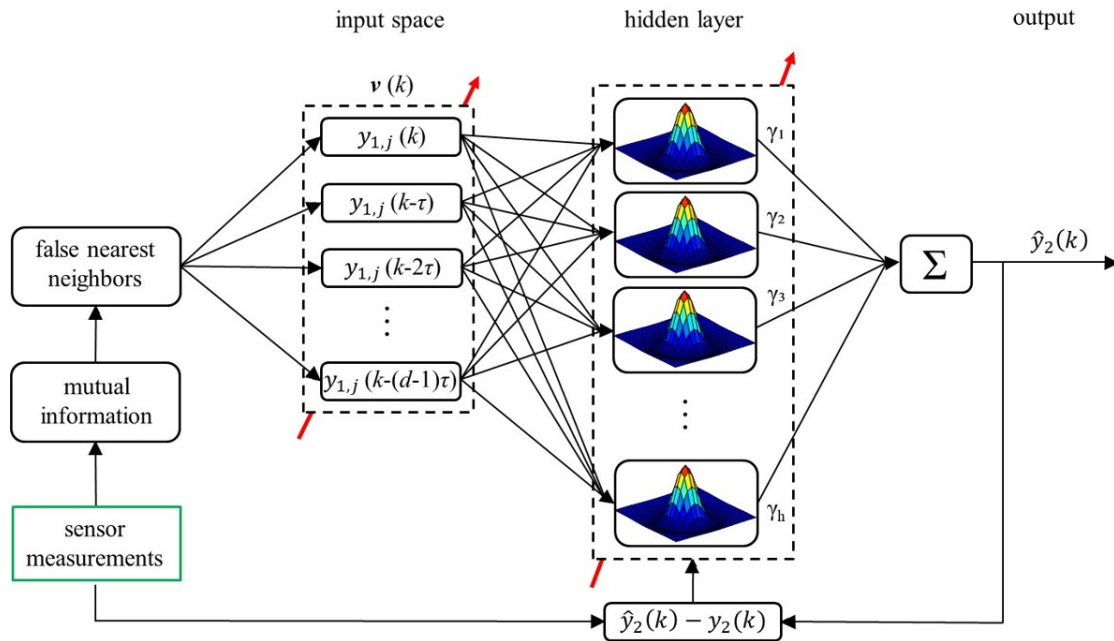 input space
hidden layer
output
v (k)
y₁,ⱼ (k)
y₁,ⱼ (k-τ)
y₁,ⱼ (k-2τ)
⋮
y₁,ⱼ (k-(d-1)τ)
false nearest
neighbors
mutual
information
sensor
measurements
γ₁
γ₂
γ₃
⋮
γₕ
Σ
ŷ₂(k)
ŷ₂(k) − y₂(k)